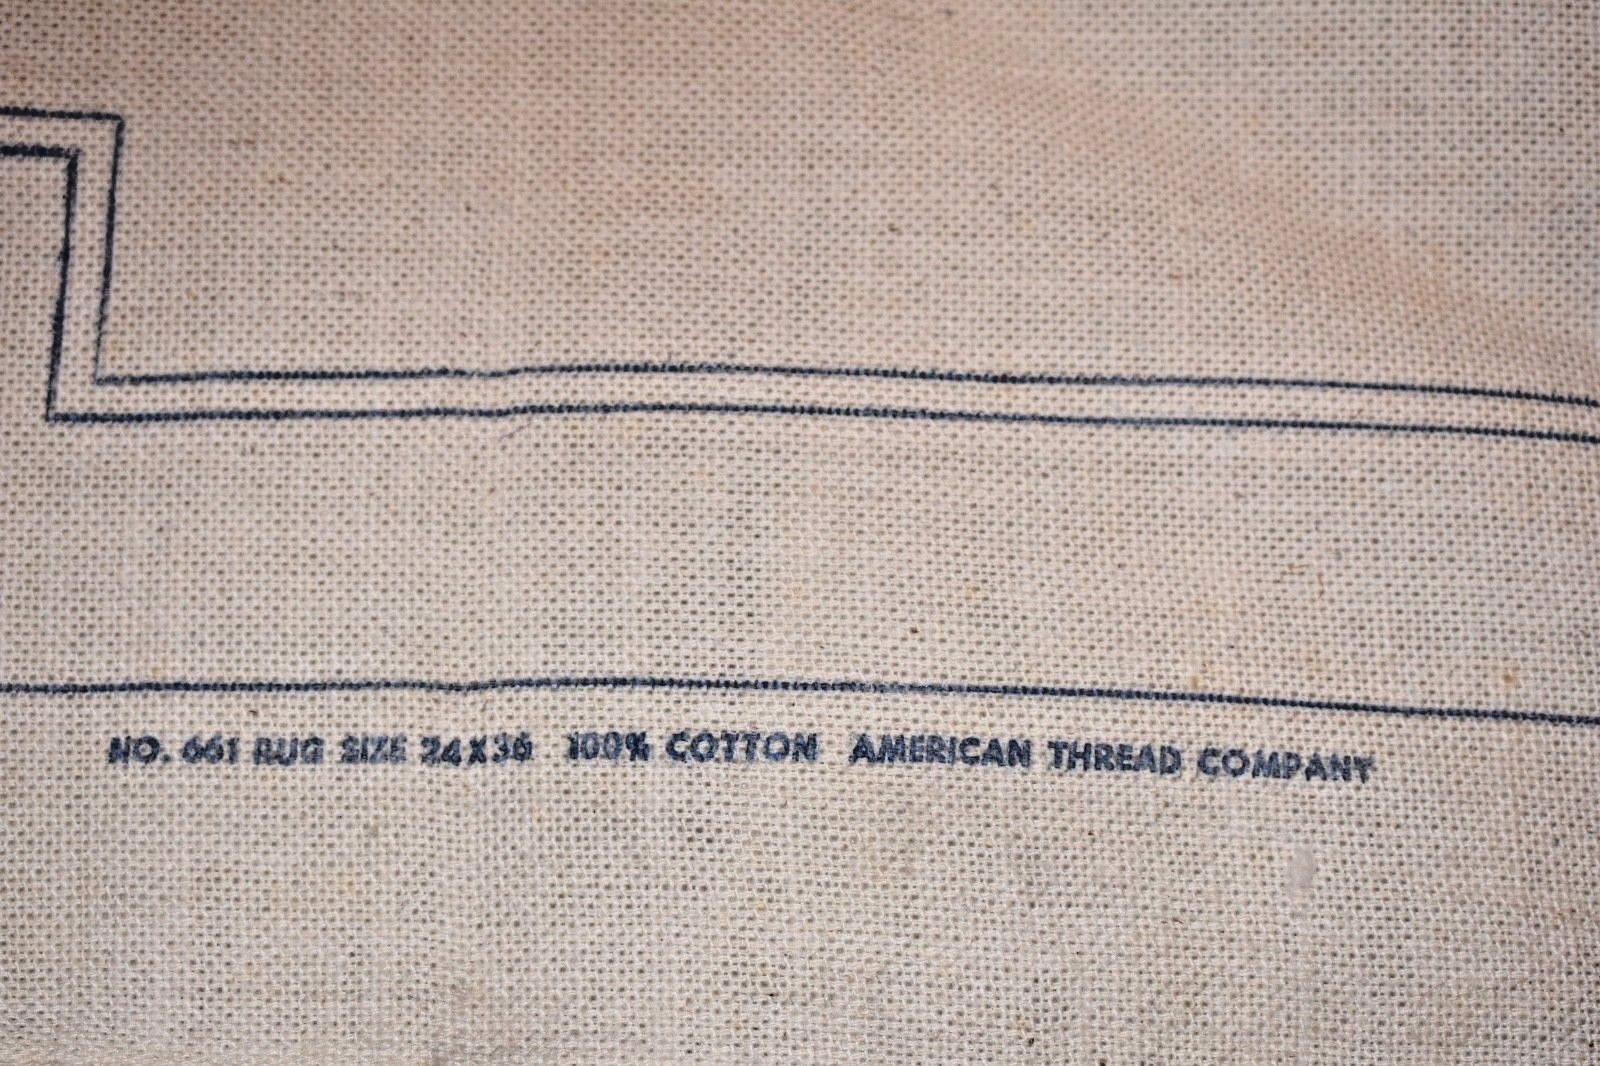 NO. 661 RUG SIZE 24X36 100% COTTON AMERICAN THREAD COMPANY